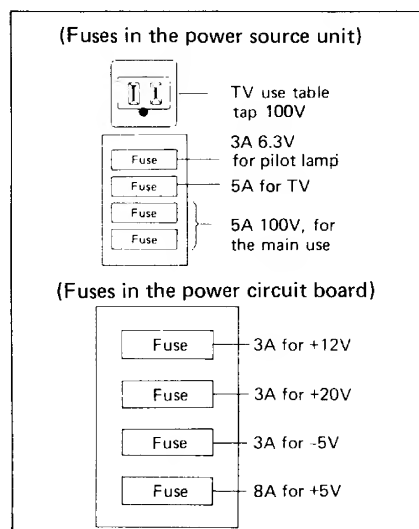 (Fuses in the power source unit)
TV use table
tap 100V
3A 6.3V
for pilot lamp
Fuse
Fuse
5A for TV
Fuse
Fuse
5A 100V, for
the main use
(Fuses in the power circuit board)
Fuse
3A for +12V
Fuse
3A for +20V
Fuse
3A for -5V
Fuse
8A for +5V